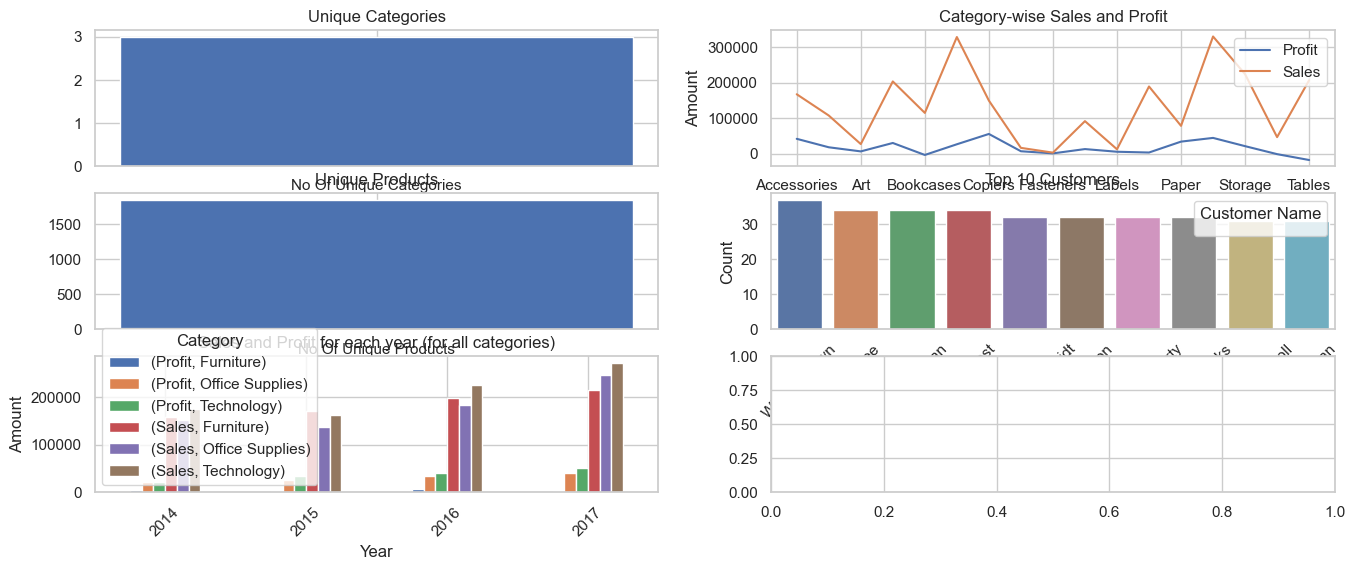 Unique Categories
3
2
1
0
No Of Unique Categories
Category-wise Sales and Profit
Amount
300000
200000
100000
0
Profit
Sales
Accessories Art Bookcases Copiers Fasteners Labels Paper Storage Tables
Unique Products
1500
1000
500
0
No Of Unique Products
Top 10 Customers
Count
30
20
10
0
Customer Name
Sales and Profit for each year (for all categories)
Amount
200000
100000
0
Category
(Profit, Furniture)
(Profit, Office Supplies)
(Profit, Technology)
(Sales, Furniture)
(Sales, Office Supplies)
(Sales, Technology)
2014 2015 2016 2017
Year
1.00
0.75
0.50
0.25
0.00
0.0 0.2 0.4 0.6 0.8 1.0